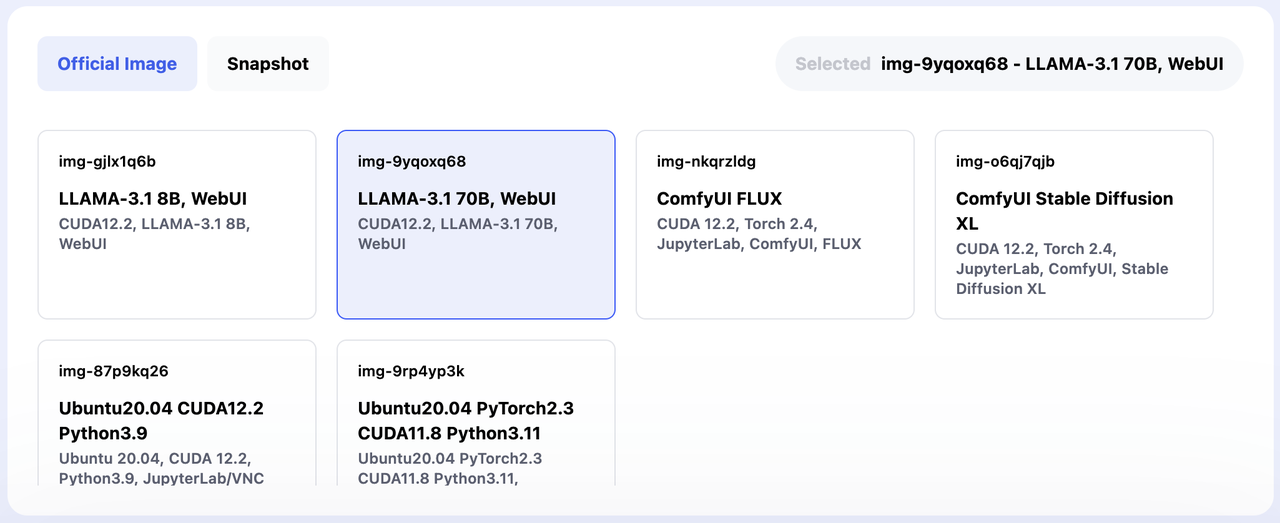 Official Image
Snapshot
Selected img-9yqoxq68 - LLAMA-3.1 70B, WebUI
img-gjlx1q6b
LLAMA-3.1 8B, WebUI
CUDA12.2, LLAMA-3.1 8B,
WebUI
img-9yqoxq68
LLAMA-3.1 70B, WebUI
CUDA12.2, LLAMA-3.1 70B,
WebUI
img-nkqrzldg
ComfyUI FLUX
CUDA 12.2, Torch 2.4,
JupyterLab, ComfyUI, FLUX
img-o6qj7qjb
ComfyUI Stable Diffusion
XL
CUDA 12.2, Torch 2.4,
JupyterLab, ComfyUI, Stable
Diffusion XL
img-87p9kq26
Ubuntu20.04 CUDA12.2
Python3.9
Ubuntu 20.04, CUDA 12.2,
Python3.9, JupyterLab/VNC
img-9rp4yp3k
Ubuntu20.04 PyTorch2.3
CUDA11.8 Python3.11
Ubuntu20.04 PyTorch2.3
CUDA11.8 Python3.11,